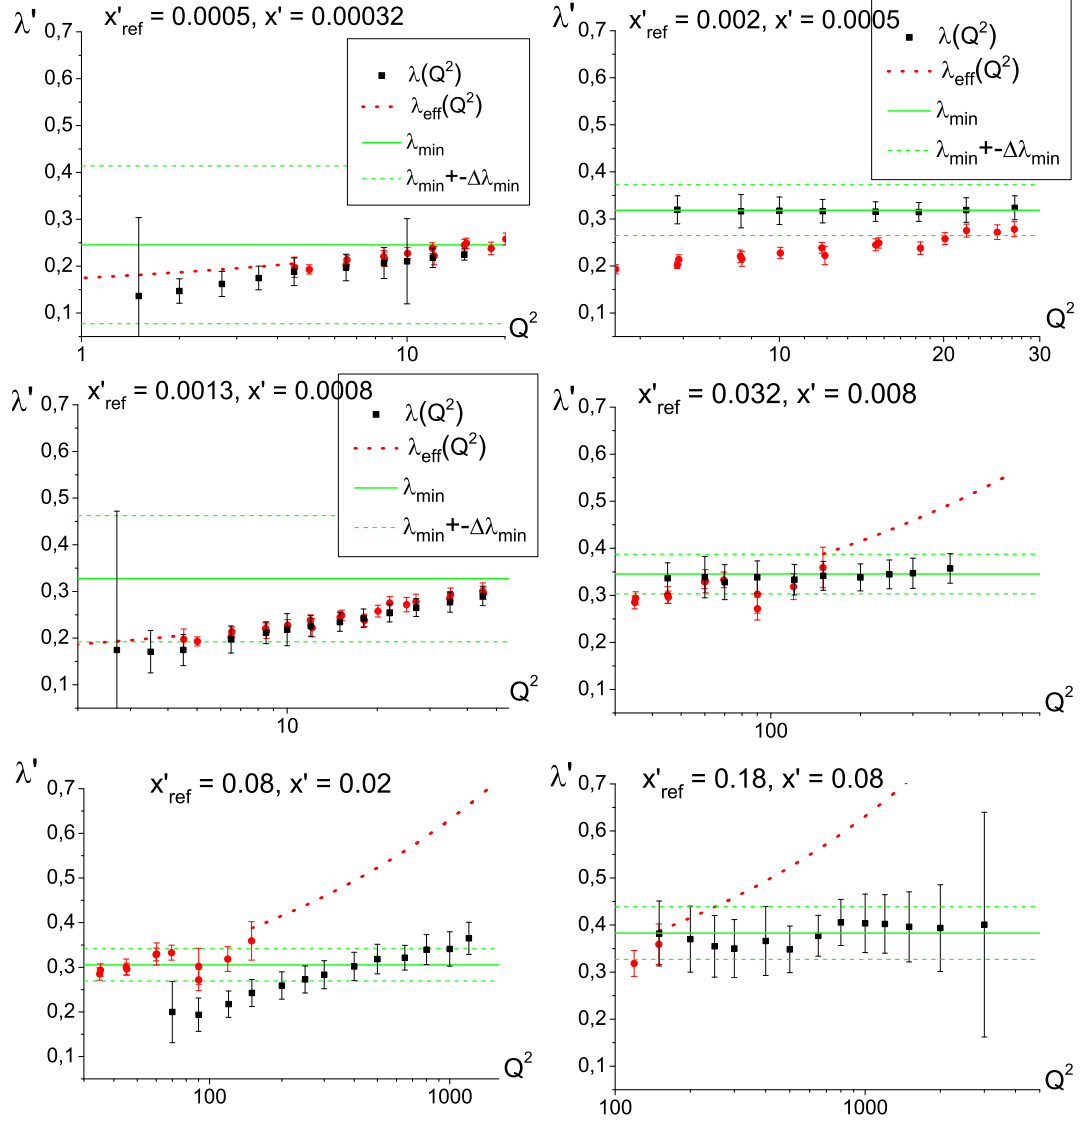 x'ref = 0.0005, x' = 0.00032
λ'
0,7
0,6
0,5
0,4
0,3
0,2
0,1
λ(Q²)
λeff(Q²)
λmin
λmin+-Δλmin
Q²
1
10
x'ref = 0.002, x' = 0.0005
λ'
0,7
0,6
0,5
0,4
0,3
0,2
0,1
λ(Q²)
λeff(Q²)
λmin
λmin+-Δλmin
Q²
10
20
30
x'ref = 0.0013, x' = 0.0008
λ'
0,7
0,6
0,5
0,4
0,3
0,2
0,1
λ(Q²)
λeff(Q²)
λmin
λmin+-Δλmin
Q²
10
x'ref = 0.032, x' = 0.008
λ'
0,7
0,6
0,5
0,4
0,3
0,2
0,1
Q²
100
x'ref = 0.08, x' = 0.02
λ'
0,7
0,6
0,5
0,4
0,3
0,2
0,1
Q²
100
1000
x'ref = 0.18, x' = 0.08
λ'
0,7
0,6
0,5
0,4
0,3
0,2
0,1
Q²
100
1000